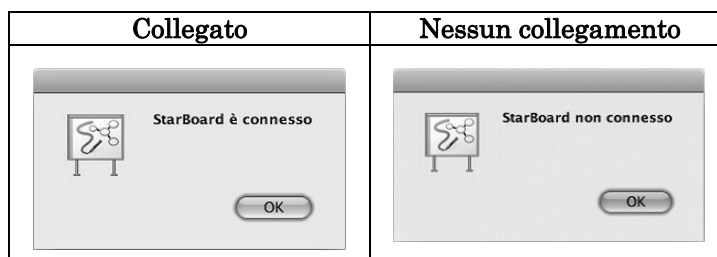 Collegato
Nessun collegamento
StarBoard è connesso
OK
StarBoard non connesso
OK